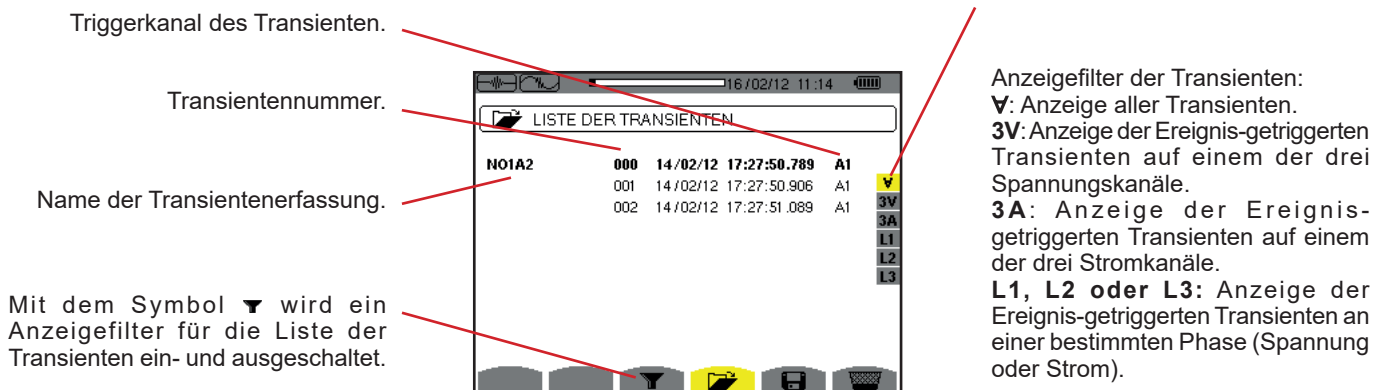 Triggerkanal des Transienten.
Transientennummer.
Name der Transientenerfassung.
Mit dem Symbol wird ein
Anzeigefilter für die Liste der
Transienten ein- und ausgeschaltet.
16/02/12 11:14
LISTE DER TRANSIENTEN
NO1A2 000 14/02/12 17:27:50.789 A1
001 14/02/12 17:27:50.906 A1
002 14/02/12 17:27:51.089 A1
∀
3V
3A
L1
L2
L3
Anzeigefilter der Transienten:
∀: Anzeige aller Transienten.
3V: Anzeige der Ereignis-getriggerten
Transienten auf einem der drei
Spannungskanäle.
3A: Anzeige der Ereignis-
getriggerten Transienten auf einem
der drei Stromkanäle.
L1, L2 oder L3: Anzeige der
Ereignis-getriggerten Transienten an
einer bestimmten Phase (Spannung
oder Strom).